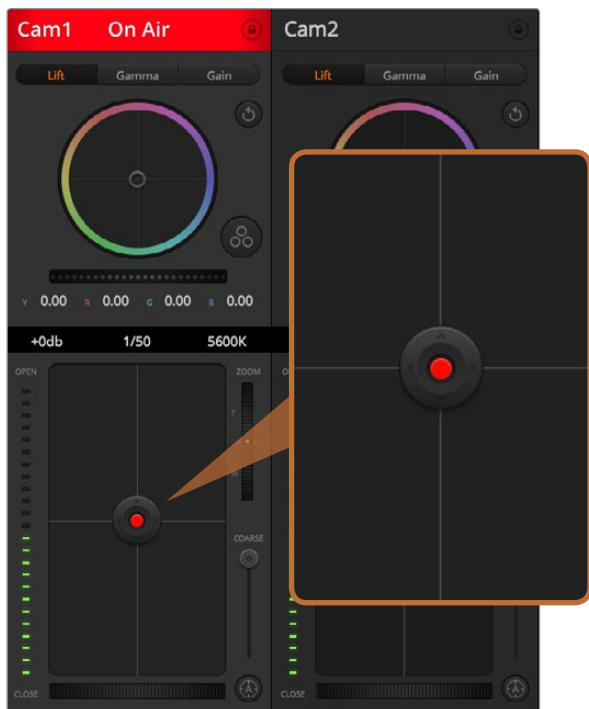 Cam1 On Air Cam2
Lift Gamma Gain Lift Gamma Gain
Y 0.00 R 0.00 G 0.00 B 0.00
+0db 1/50 5600K
OPEN ZOOM
T
W
COARSE
CLOSE A CLOSE A